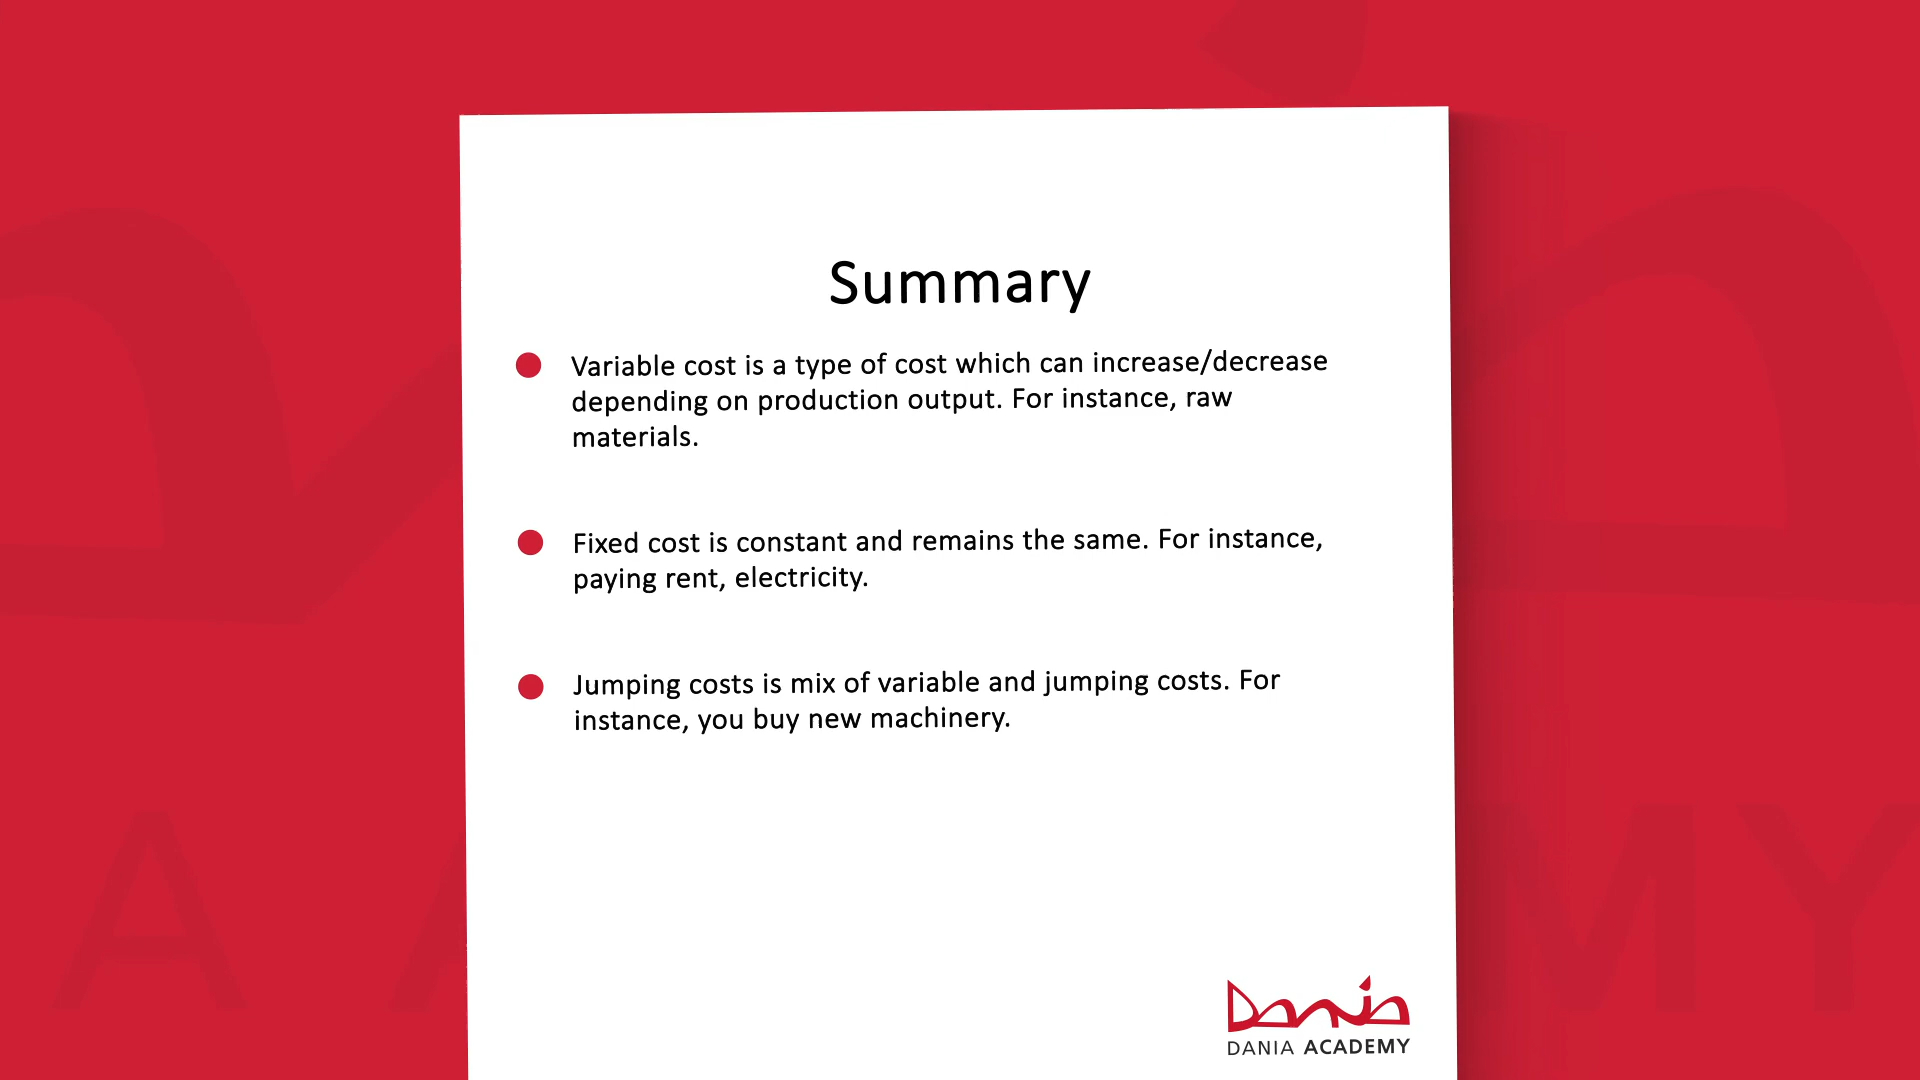 Summary
Variable cost is a type of cost which can increase/decrease
depending on production output. For instance, raw
materials.
Fixed cost is constant and remains the same. For instance,
paying rent, electricity.
Jumping costs is mix of variable and jumping costs. For
instance, you buy new machinery.
Dania
DANIA ACADEMY